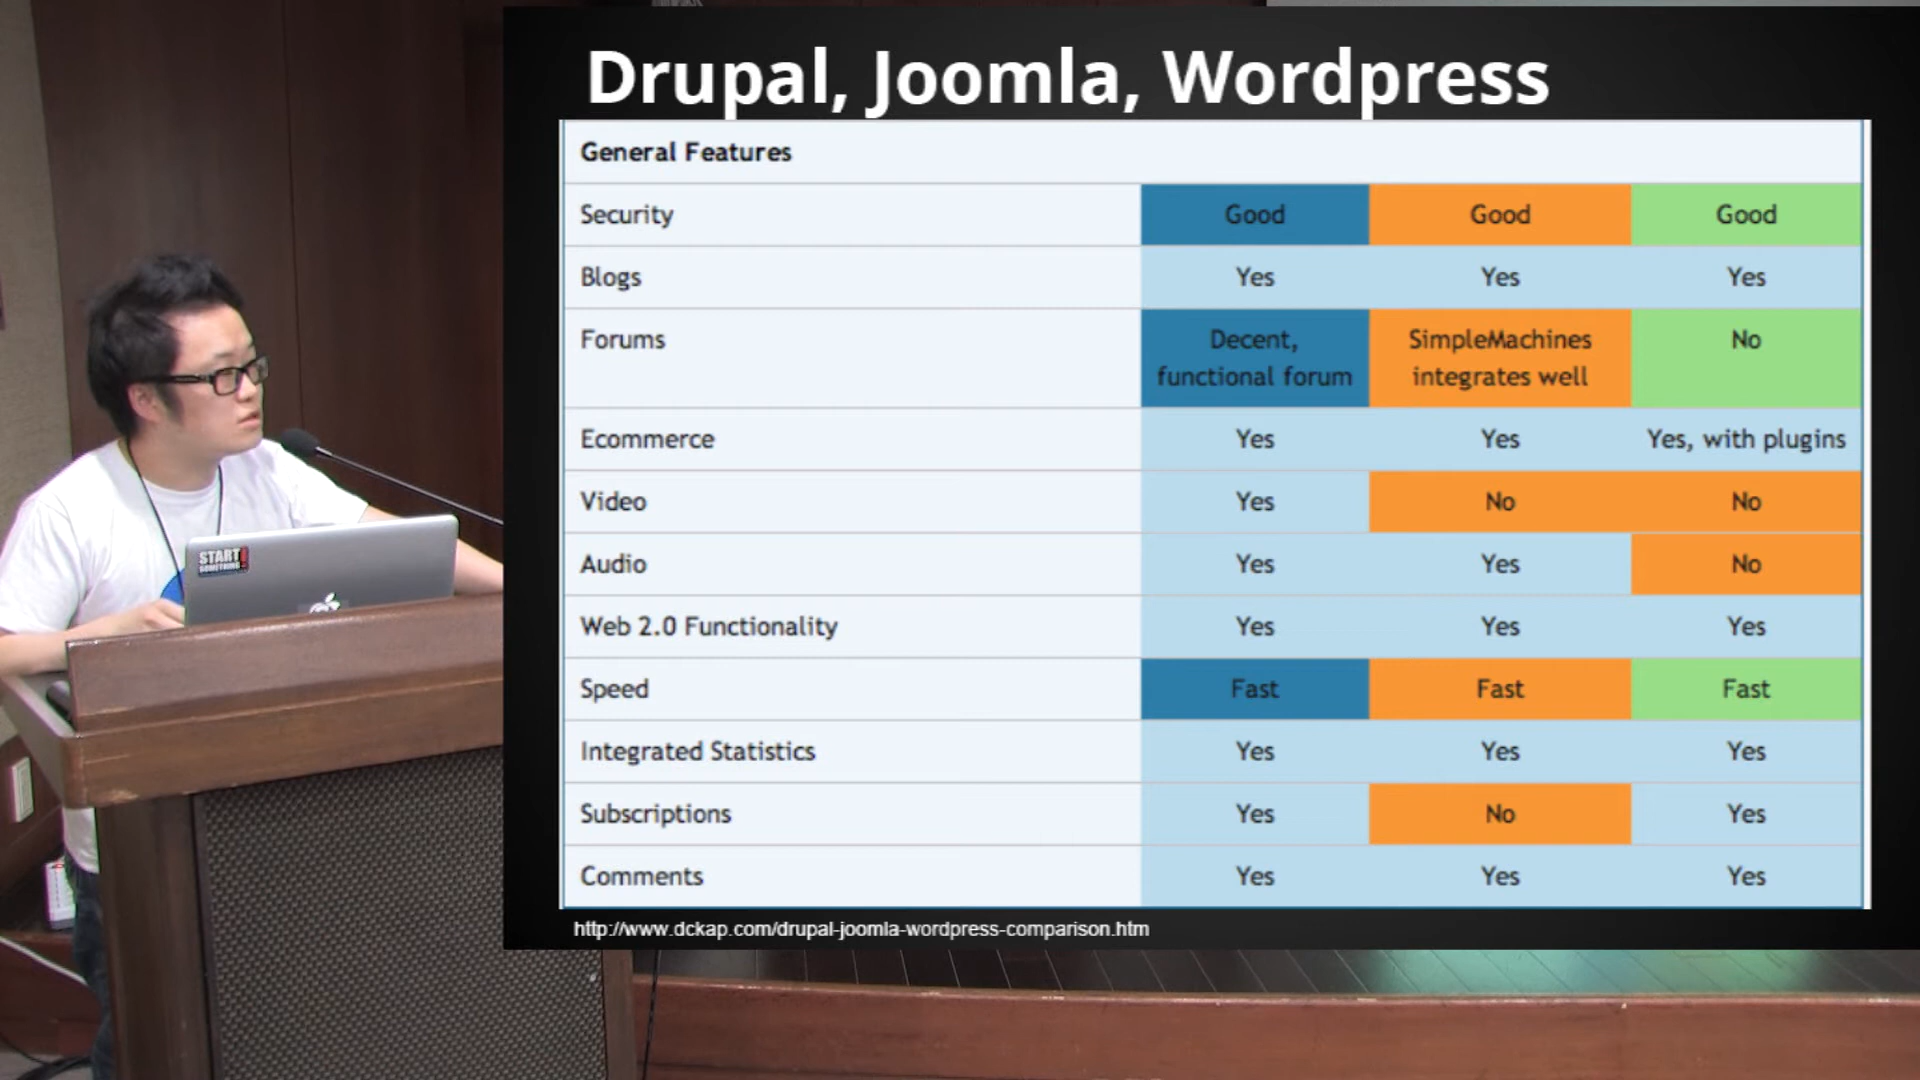 Drupal, Joomla, Wordpress
General Features
Security Good Good Good
Blogs Yes Yes Yes
Forums Decent, functional forum SimpleMachines integrates well No
Ecommerce Yes Yes Yes, with plugins
Video Yes No No
Audio Yes Yes No
Web 2.0 Functionality Yes Yes Yes
Speed Fast Fast Fast
Integrated Statistics Yes Yes Yes
Subscriptions Yes No Yes
Comments Yes Yes Yes
http://www.dckap.com/drupal-joomla-wordpress-comparison.htm
START!
SOMETHING